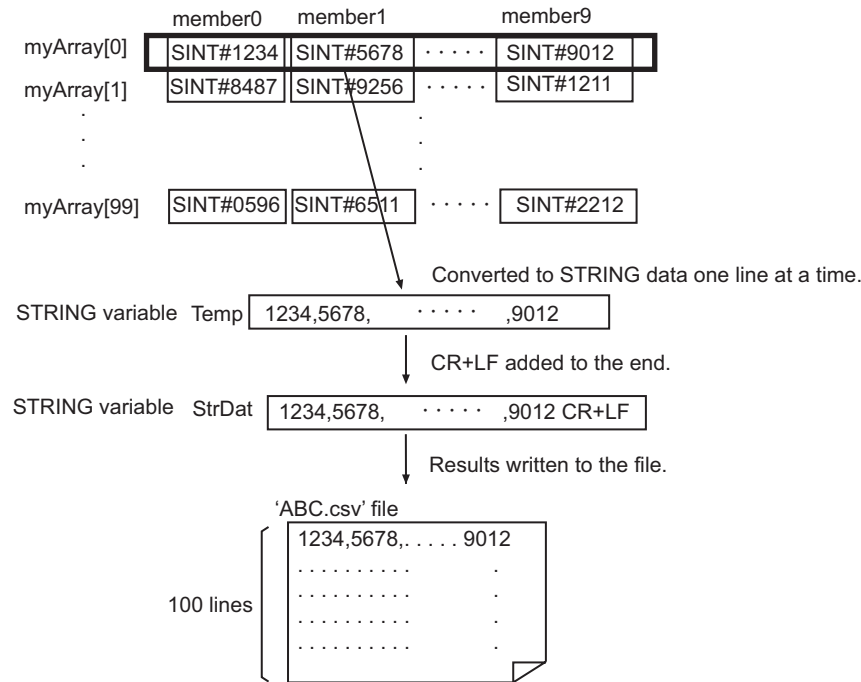 member0 member1 member9
myArray[0] SINT#1234 SINT#5678 · · · · · SINT#9012
myArray[1] SINT#8487 SINT#9256 · · · · · SINT#1211
myArray[99] SINT#0596 SINT#6511 · · · · · SINT#2212
Converted to STRING data one line at a time.
STRING variable Temp 1234,5678, · · · · · ,9012
CR+LF added to the end.
STRING variable StrDat 1234,5678, · · · · · ,9012 CR+LF
Results written to the file.
‘ABC.csv’ file
1234,5678,. . . . . 9012
. . . . . . . . . . .
. . . . . . . . . . .
100 lines
. . . . . . . . . . .
. . . . . . . . . . .